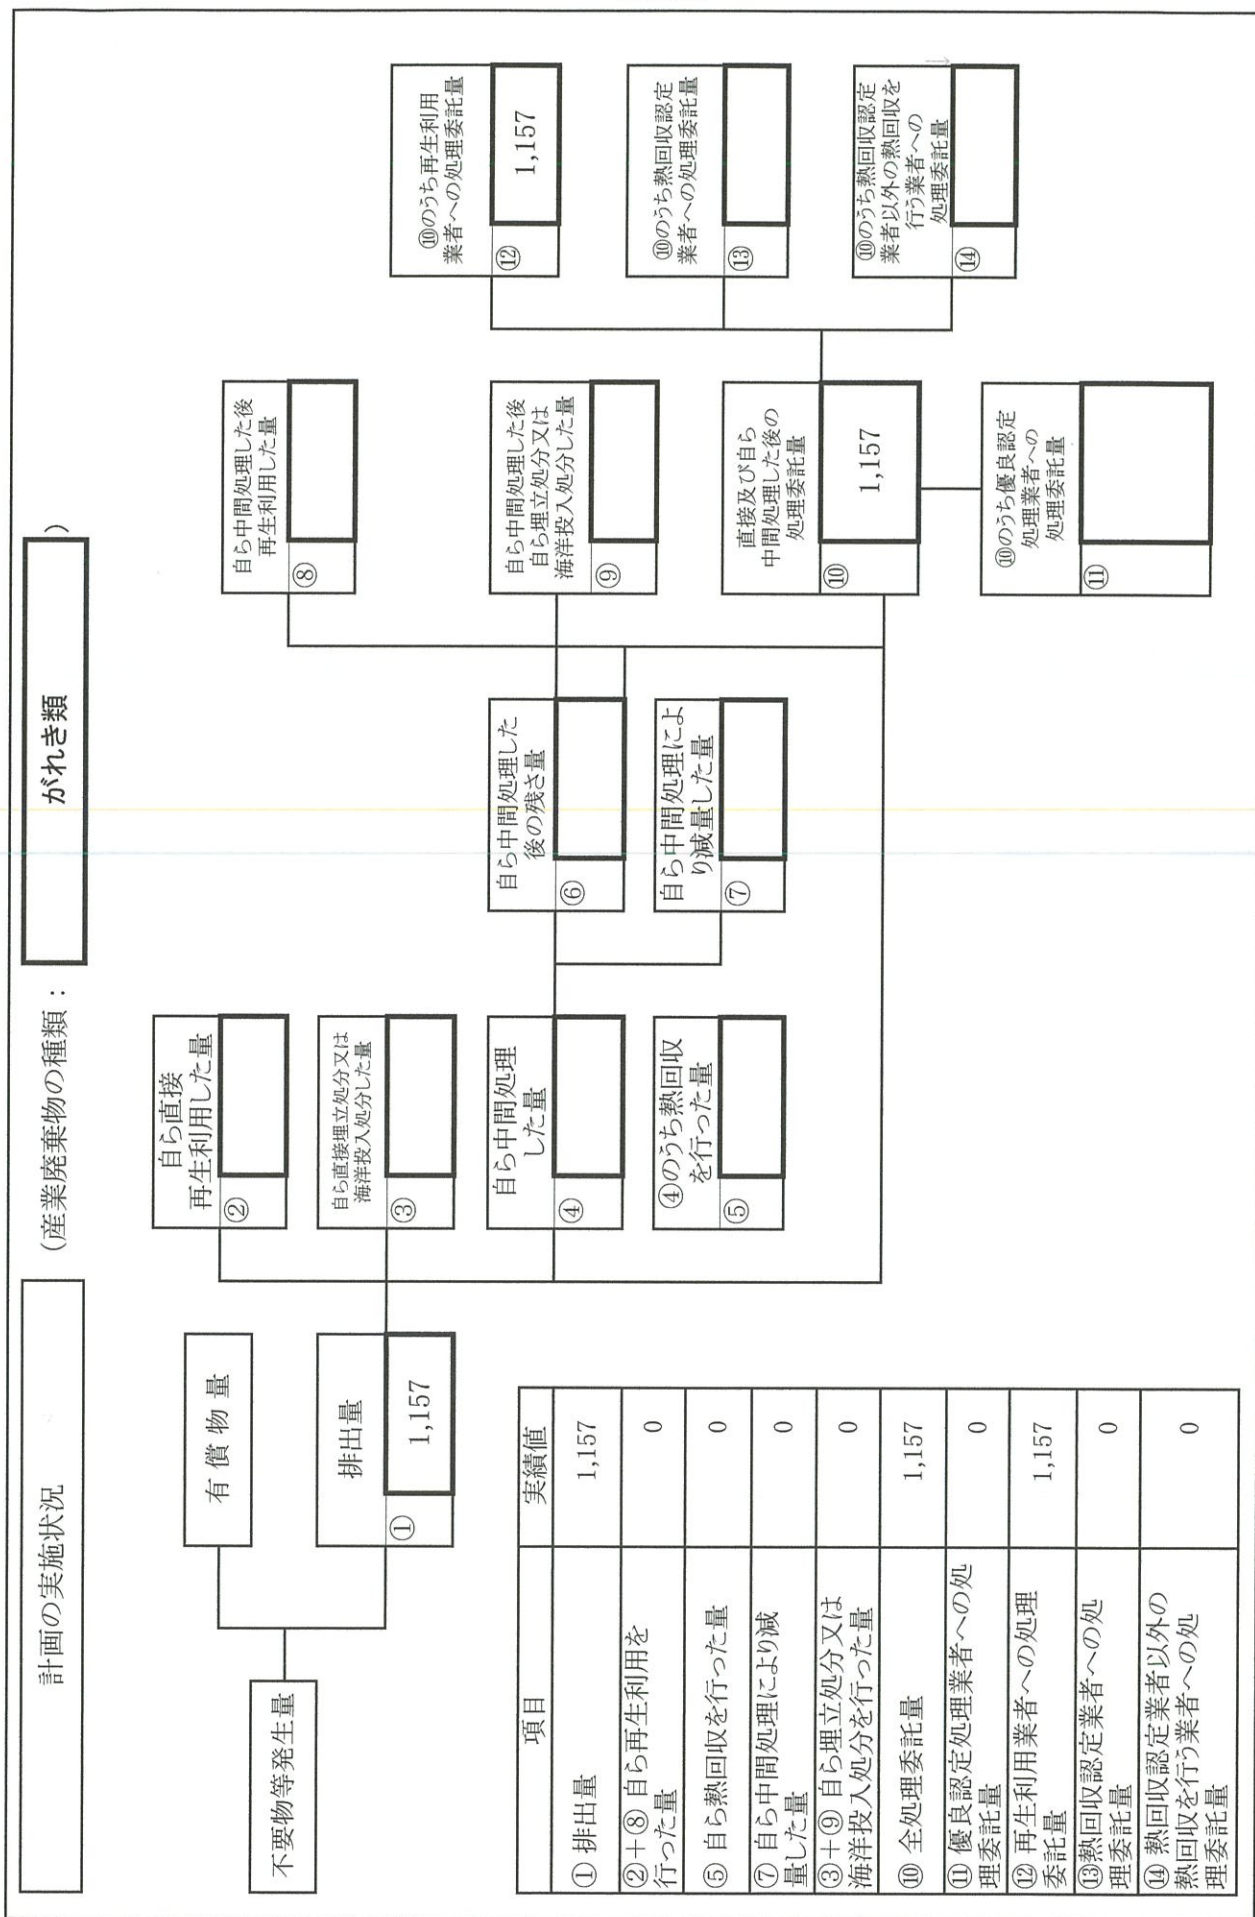 計画の実施状況
(産業廃棄物の種類：
がれき類
)
不要物等発生量
有償物量
排出量
①
1,157
自ら直接
再生利用した量
②
自ら直接埋立処分又は
海洋投入処分した量
③
自ら中間処理
した量
④
④のうち熱回収
を行った量
⑤
自ら中間処理した
後の残さ量
⑥
自ら中間処理によ
り減量した量
⑦
自ら中間処理した後
再生利用した量
⑧
自ら中間処理した後
自ら埋立処分又は
海洋投入処分した量
⑨
直接及び自ら
中間処理した後の
処理委託量
⑩
1,157
⑩のうち優良認定
処理業者への
処理委託量
⑪
⑩のうち再生利用
業者への処理委託量
⑫
1,157
⑩のうち熱回収認定
業者への処理委託量
⑬
⑩のうち熱回収認定
業者以外の熱回収を
行う業者への
処理委託量
⑭
項目 実績値
① 排出量 1,157
②＋⑧ 自ら再生利用を
行った量 0
⑤ 自ら熱回収を行った量 0
⑦ 自ら中間処理により減
量した量 0
③＋⑨ 自ら埋立処分又は
海洋投入処分を行った量 0
⑩ 全処理委託量 1,157
⑪ 優良認定処理業者への処
理委託量 0
⑫ 再生利用業者への処理
委託量 1,157
⑬熱回収認定業者への処
理委託量 0
⑭ 熱回収認定業者以外の
熱回収を行う業者への処
理委託量 0